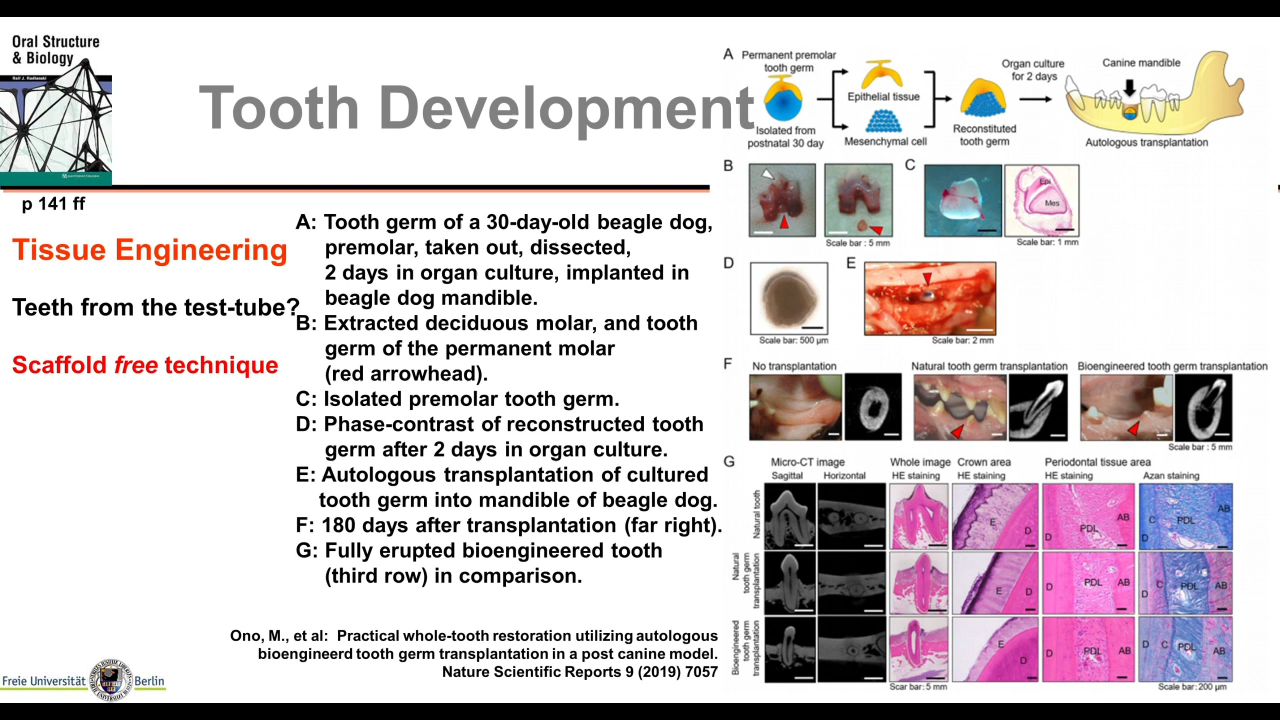 Oral Structure
& Biology
Ralf J. Radlanski
Tooth Development
p 141 ff
Tissue Engineering
Teeth from the test-tube?
Scaffold free technique
A: Tooth germ of a 30-day-old beagle dog,
premolar, taken out, dissected,
2 days in organ culture, implanted in
beagle dog mandible.
B: Extracted deciduous molar, and tooth
germ of the permanent molar
(red arrowhead).
C: Isolated premolar tooth germ.
D: Phase-contrast of reconstructed tooth
germ after 2 days in organ culture.
E: Autologous transplantation of cultured
tooth germ into mandible of beagle dog.
F: 180 days after transplantation (far right).
G: Fully erupted bioengineered tooth
(third row) in comparison.
Ono, M., et al: Practical whole-tooth restoration utilizing autologous
bioengineerd tooth germ transplantation in a post canine model.
Nature Scientific Reports 9 (2019) 7057
Freie Universität Berlin
A Permanent premolar
tooth germ
Isolated from
postnatal 30 day
Epithelial tissue
Mesenchymal cell
Organ culture
for 2 days
Reconstituted
tooth germ
Canine mandible
Autologous transplantation
B
Scale bar : 5 mm
C
Epi
Mes
Scale bar : 1 mm
D
Scale bar: 500 μm
E
Scale bar: 2 mm
F No transplantation Natural tooth germ transplantation Bioengineered tooth germ transplantation
Scale bar : 5 mm
G Micro-CT image Whole image Crown area Periodontal tissue area
Sagittal Horizontal HE staining HE staining HE staining Azan staining
Natural tooth
E D D PDL AB D C PDL AB
Natural
tooth germ
transplantation
E D D PDL AB D C PDL AB
Bioengineered
tooth germ
transplantation
E D D PDL AB D C PDL AB
Scar bar: 5 mm
Scale bar: 200 μm